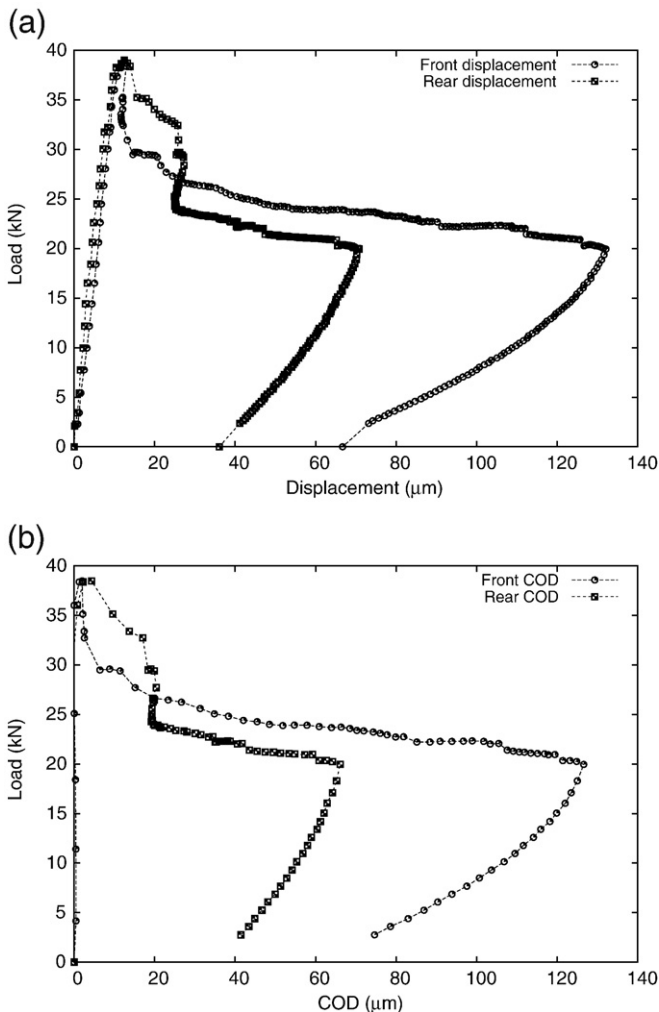 (a)
40
35
30
25
20
15
10
5
0
Load (kN)
Front displacement
Rear displacement
0 20 40 60 80 100 120 140
Displacement (μm)
(b)
40
35
30
25
20
15
10
5
0
Load (kN)
Front COD
Rear COD
0 20 40 60 80 100 120 140
COD (μm)